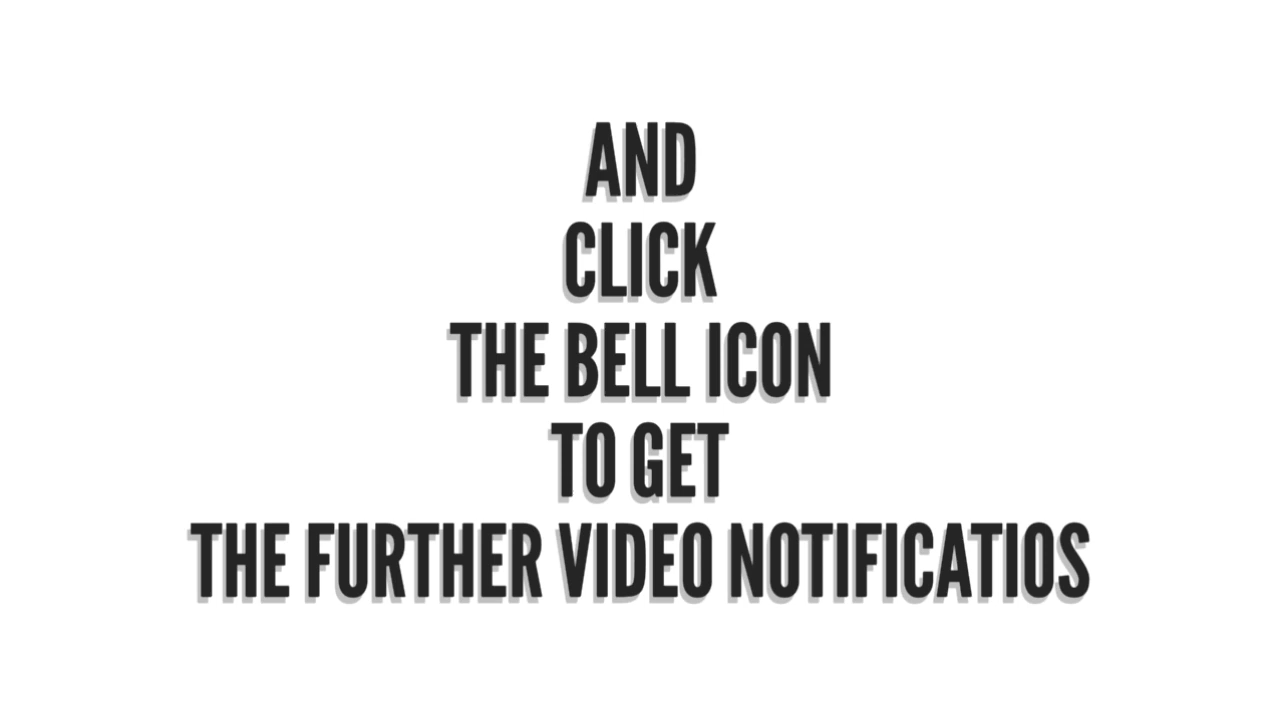 AND
CLICK
THE BELL ICON
TO GET
THE FURTHER VIDEO NOTIFICATIOS